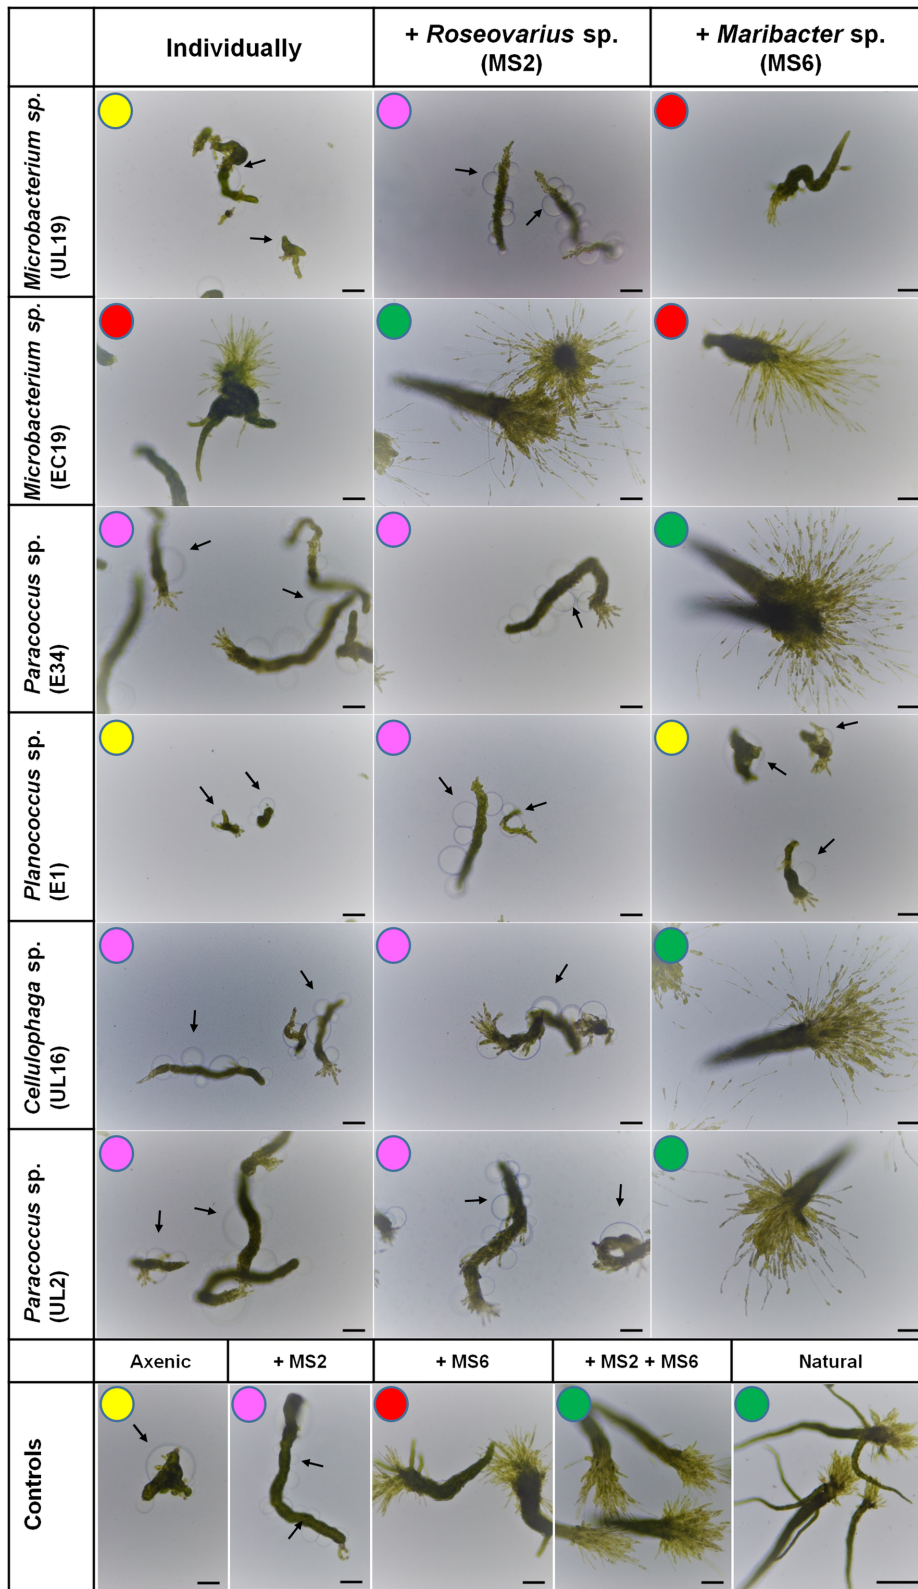 Individually
+ Roseovarius sp.
(MS2)
+ Maribacter sp.
(MS6)
Microbacterium sp.
(UL19)
Microbacterium sp.
(EC19)
Paracoccus sp.
(E34)
Planococcus sp.
(E1)
Cellulophaga sp.
(UL16)
Paracoccus sp.
(UL2)
Axenic
+ MS2
+ MS6
+ MS2 + MS6
Natural
Controls